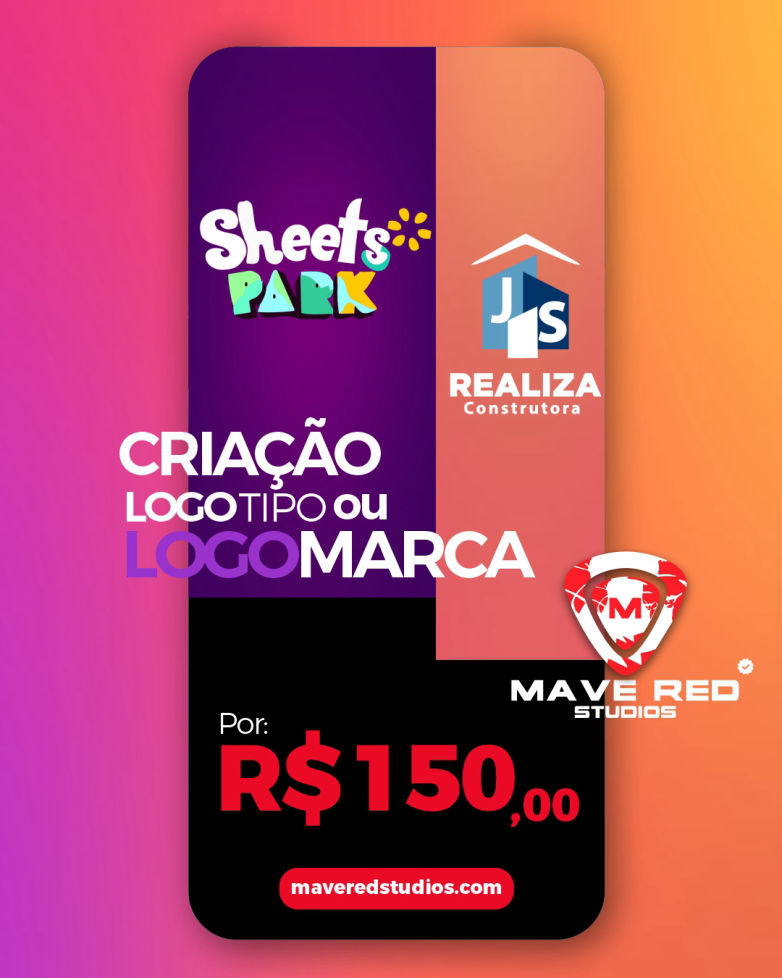 Sheets
PARK
JS
REALIZA
Construtora
CRIAÇÃO
LOGOTIPO ou
LOGOMARCA
M
MAVE RED
STUDIOS
Por:
R$150,00
maveredstudios.com